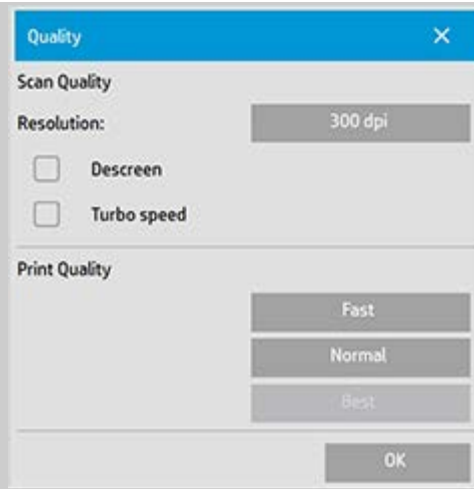 Quality
Scan Quality
Resolution: 300 dpi
Descreen
Turbo speed
Print Quality
Fast
Normal
Best
OK